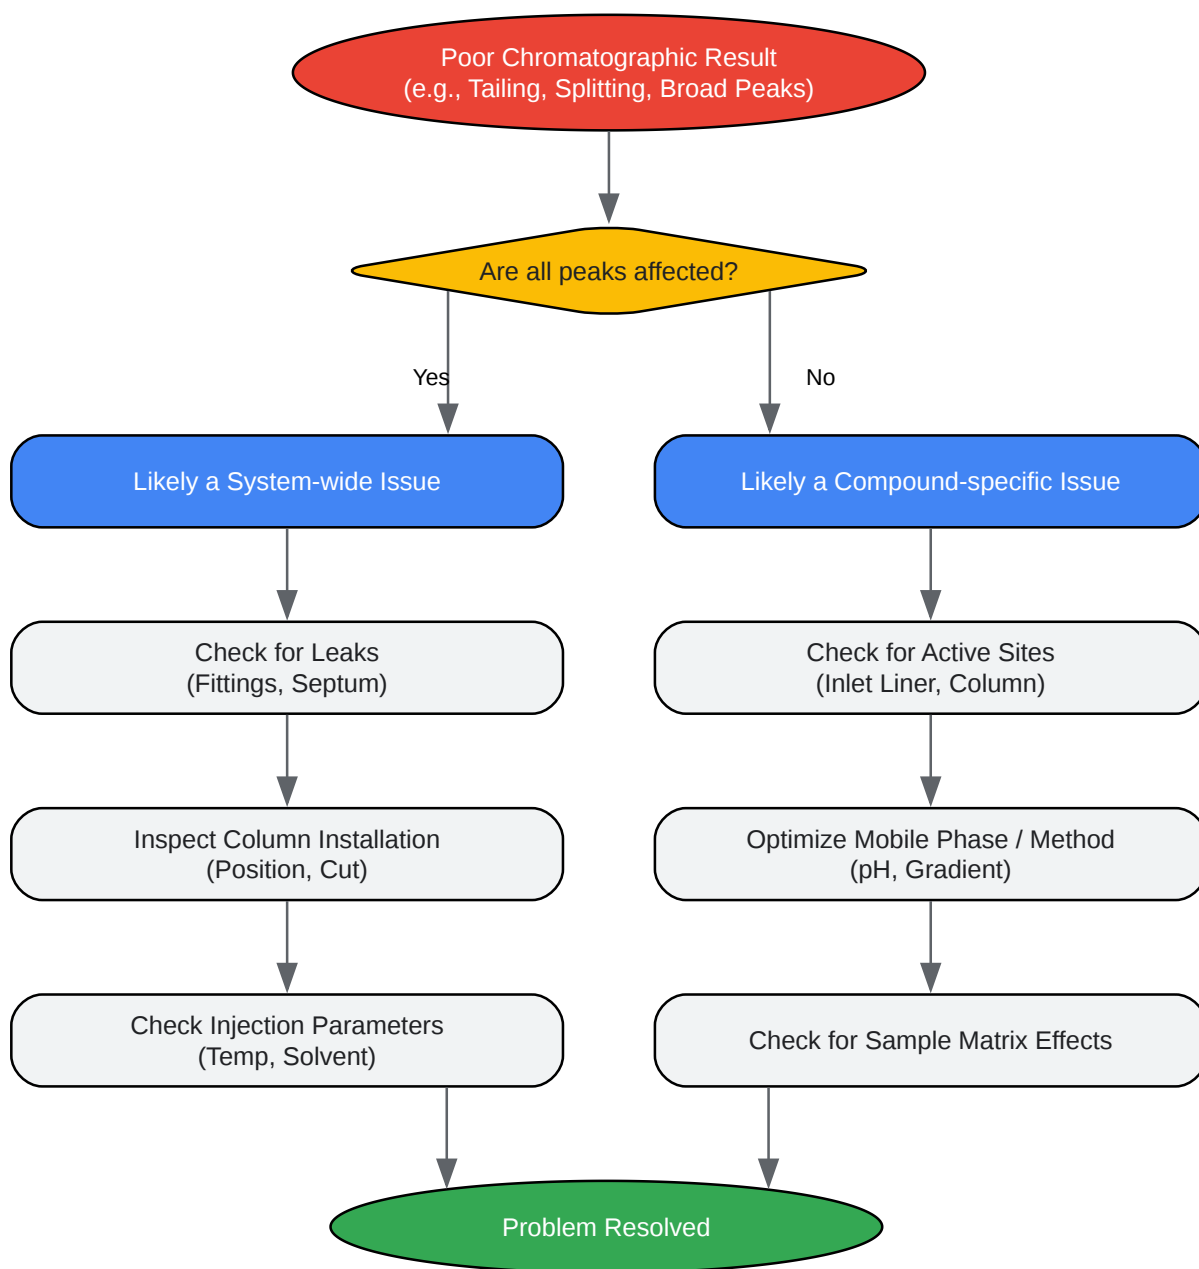 Poor Chromatographic Result
(e.g., Tailing, Splitting, Broad Peaks)
Are all peaks affected?
Yes
No
Likely a System-wide Issue
Likely a Compound-specific Issue
Check for Leaks
(Fittings, Septum)
Check for Active Sites
(Inlet Liner, Column)
Inspect Column Installation
(Position, Cut)
Optimize Mobile Phase / Method
(pH, Gradient)
Check Injection Parameters
(Temp, Solvent)
Check for Sample Matrix Effects
Problem Resolved